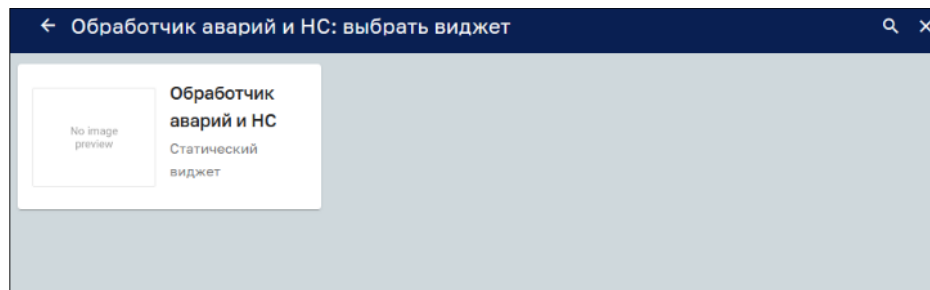 Обработчик аварий и НС: выбрать виджет
Обработчик
аварий и НС
No image
preview
Статический
виджет